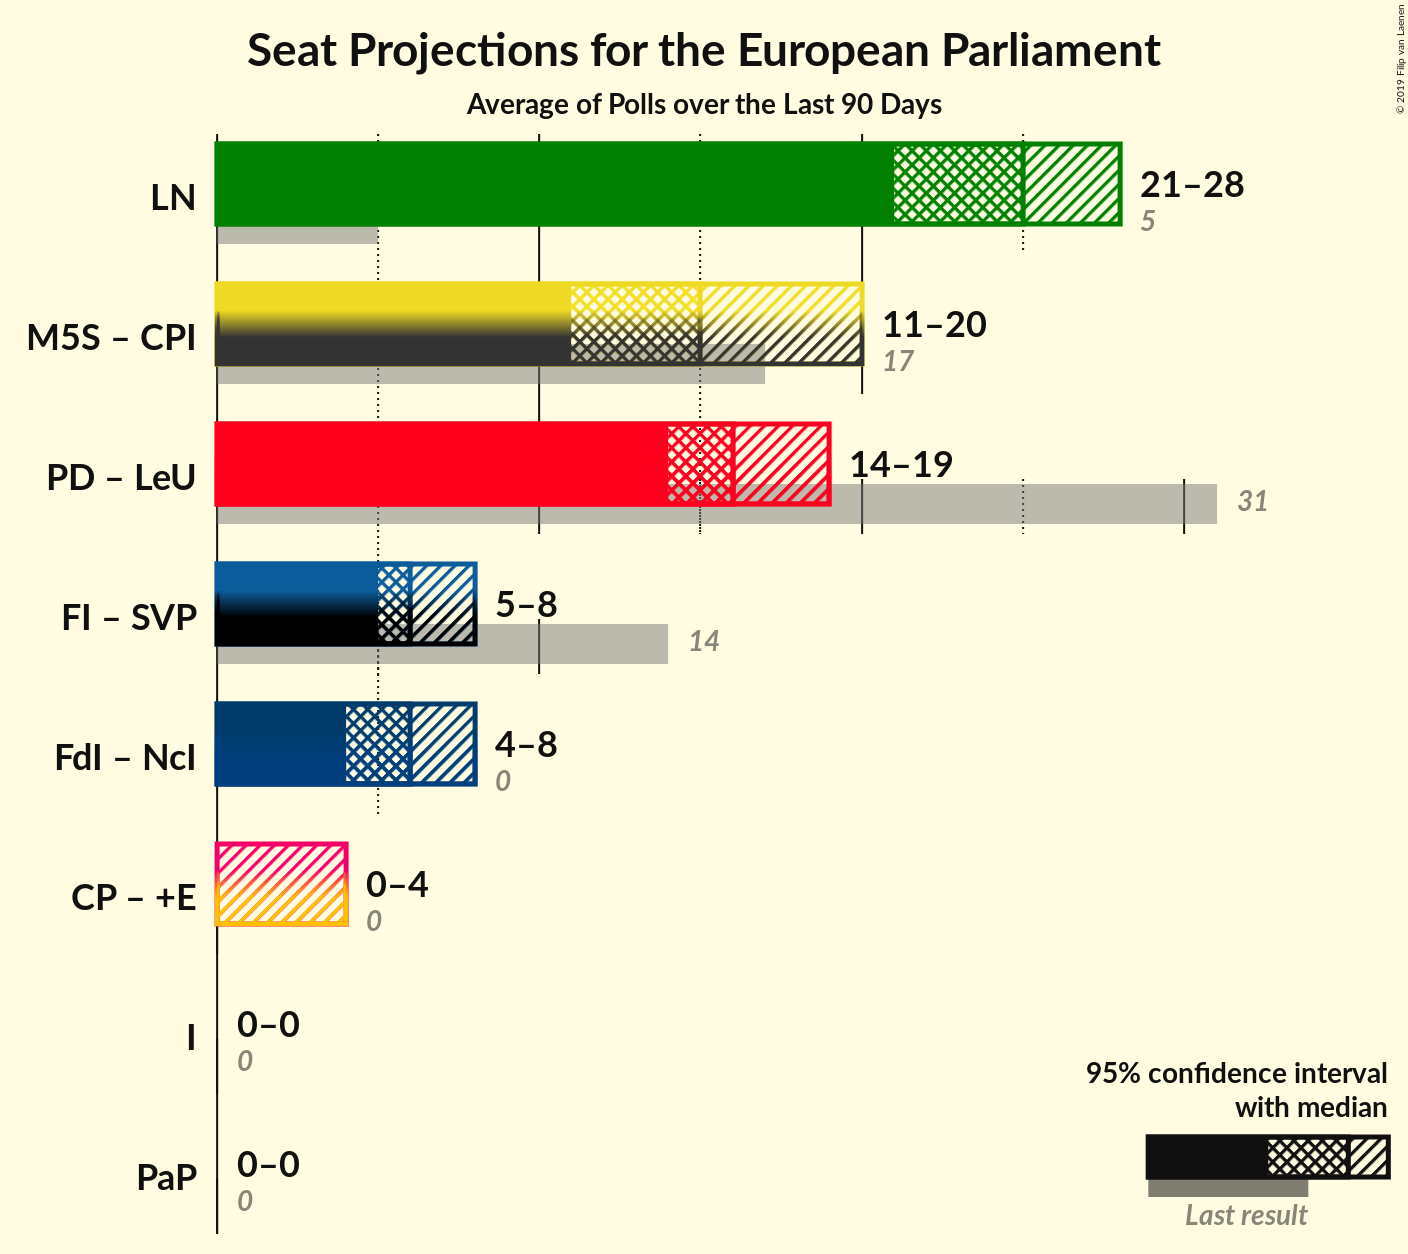 Seat Projections for the European Parliament
Average of Polls over the Last 90 Days
© 2019 Filip van Laenen
LN
21–28
5
M5S – CPI
11–20
17
PD – LeU
14–19
31
FI – SVP
5–8
14
FdI – NcI
4–8
0
CP – +E
0–4
0
I
0–0
0
PaP
0–0
0
95% confidence interval
with median
Last result